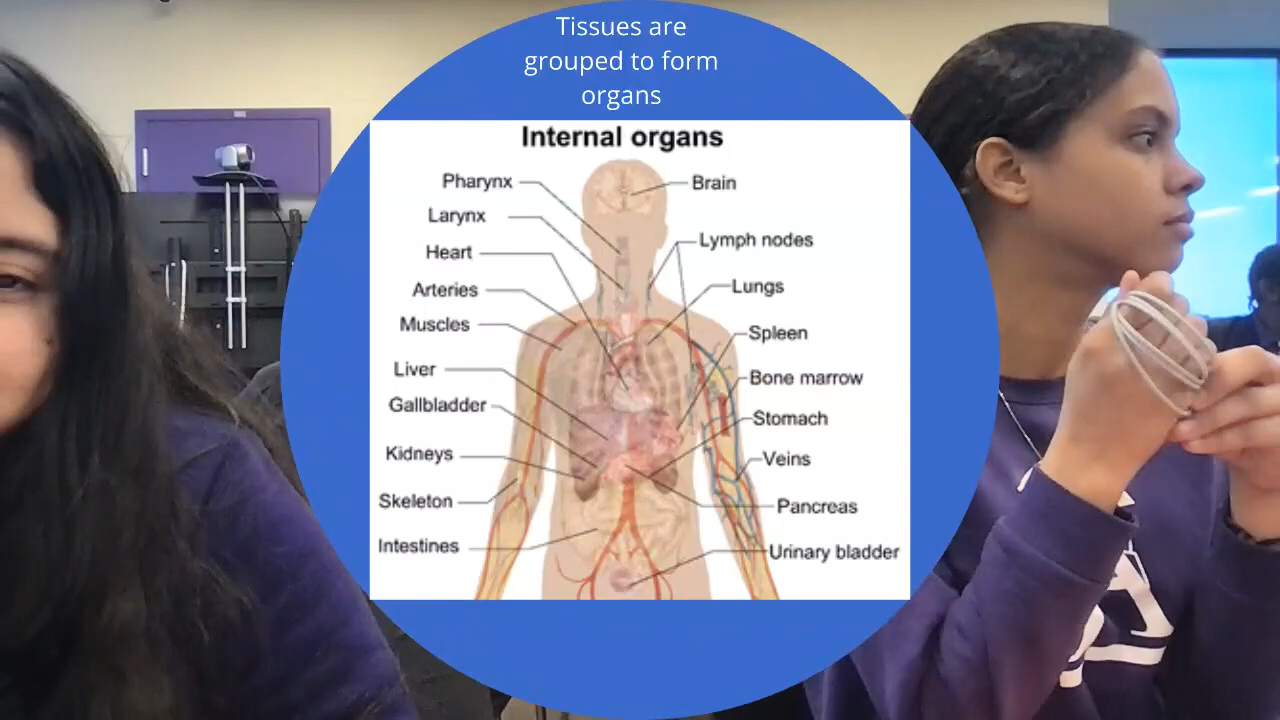 Tissues are
grouped to form
organs
Internal organs
Pharynx
Brain
Larynx
Lymph nodes
Heart
Lungs
Arteries
Muscles
Spleen
Liver
Bone marrow
Gallbladder
Stomach
Kidneys
Veins
Skeleton
Pancreas
Intestines
Urinary bladder